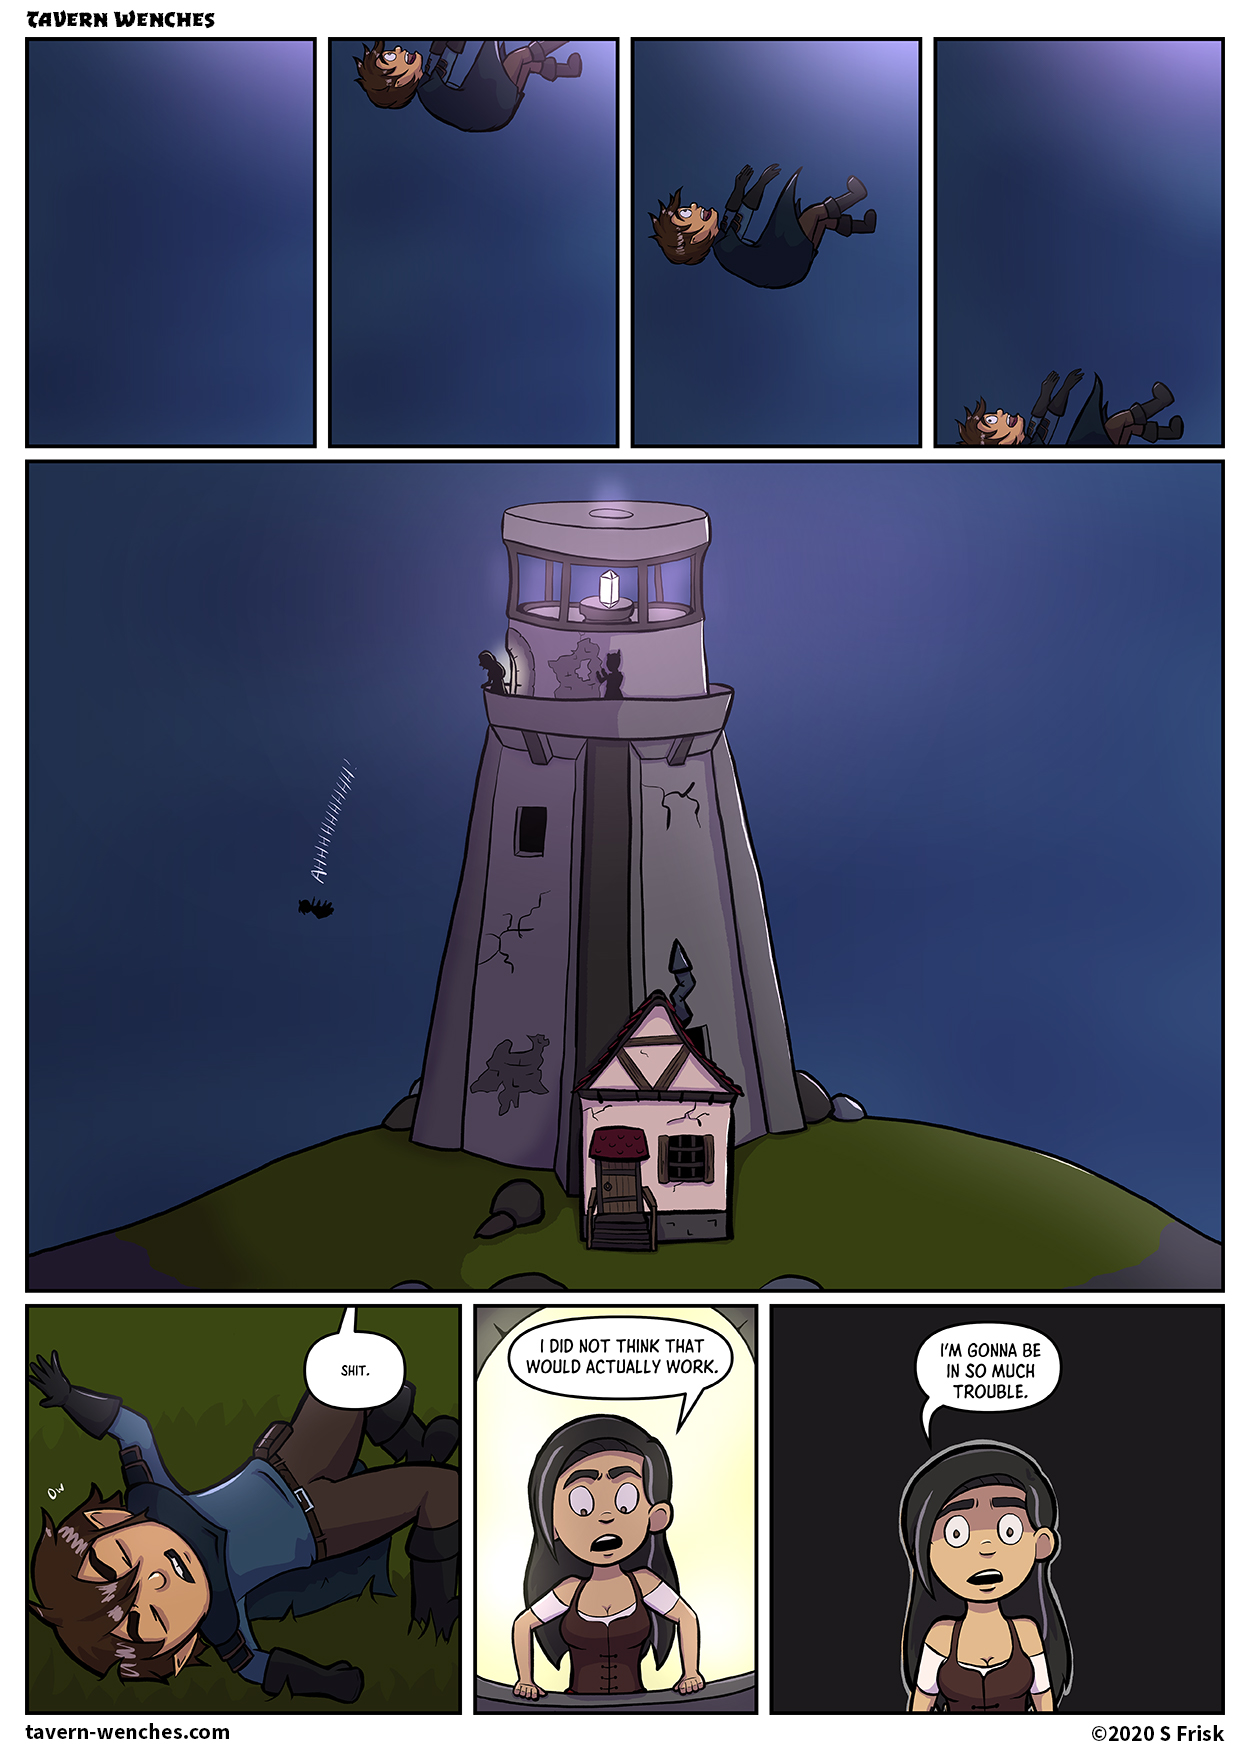 TAVERN WENCHES
AHHHHHHHHHH!
SHIT.
OW
I DID NOT THINK THAT
WOULD ACTUALLY WORK.
I'M GONNA BE
IN SO MUCH
TROUBLE.
tavern-wenches.com
©2020 S Frisk